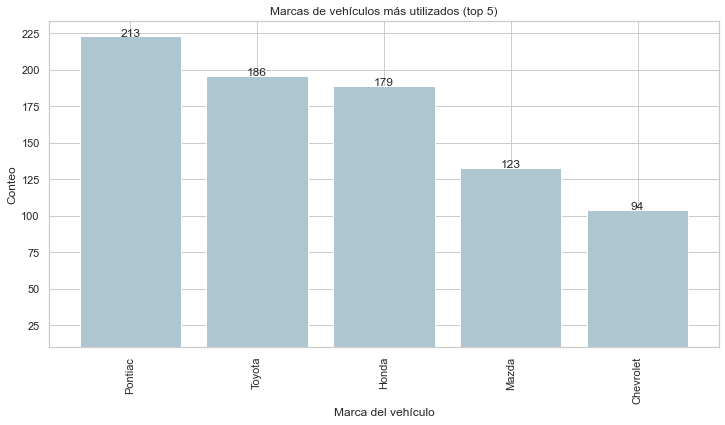 Marcas de vehículos más utilizados (top 5)
225
200
175
150
125
100
75
50
25
Conteo
213
186
179
123
94
Pontiac
Toyota
Honda
Mazda
Chevrolet
Marca del vehículo